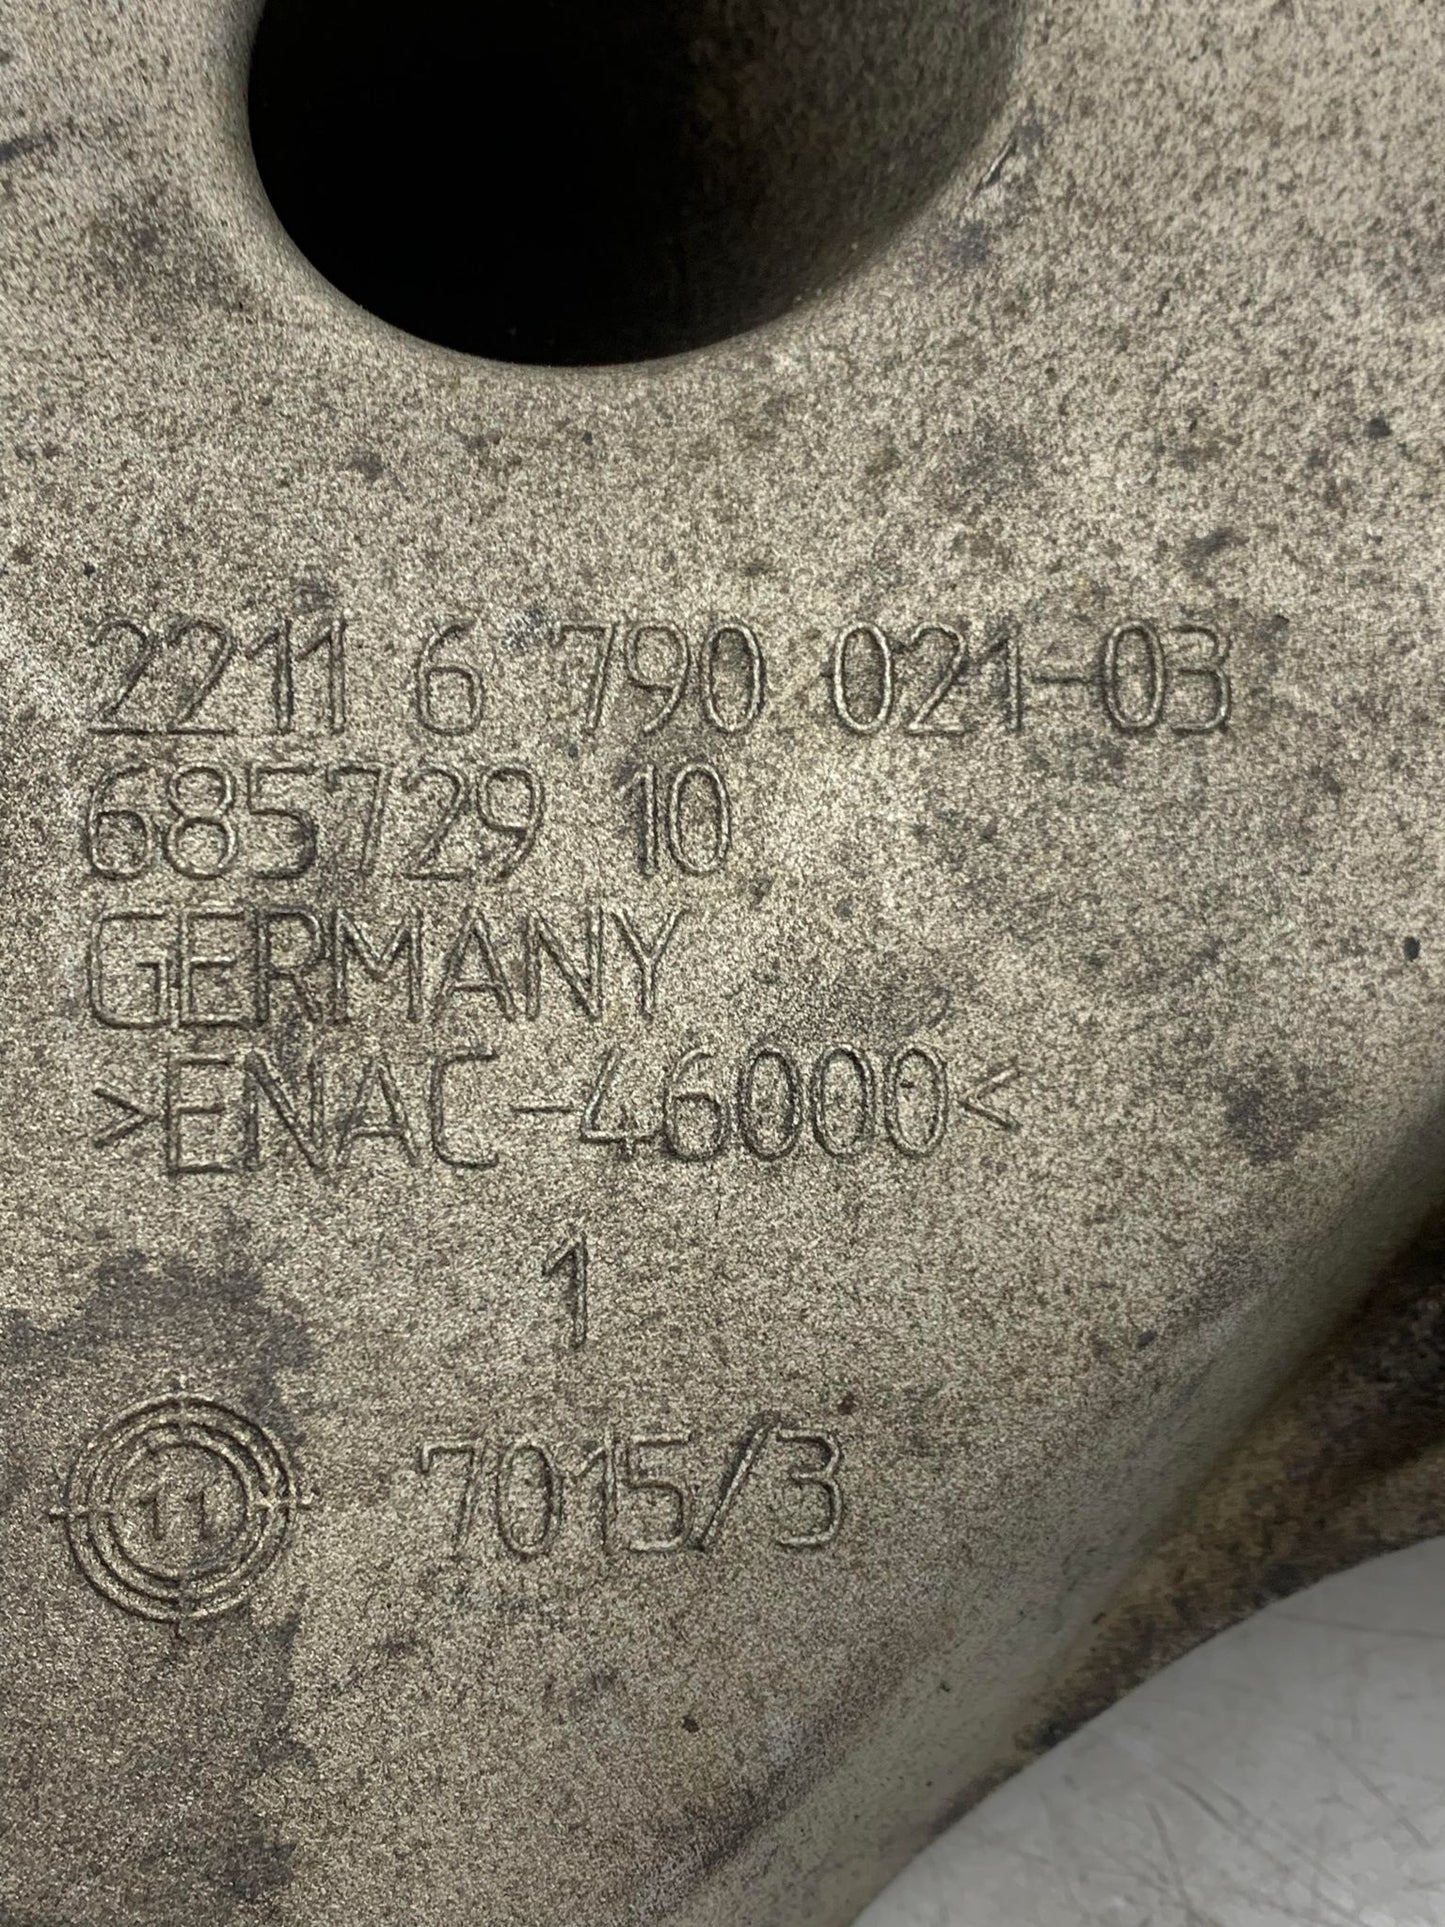 2211 6 790 021-03
685729 10
GERMANY
>ENAC-46000<
1
11 7015/3